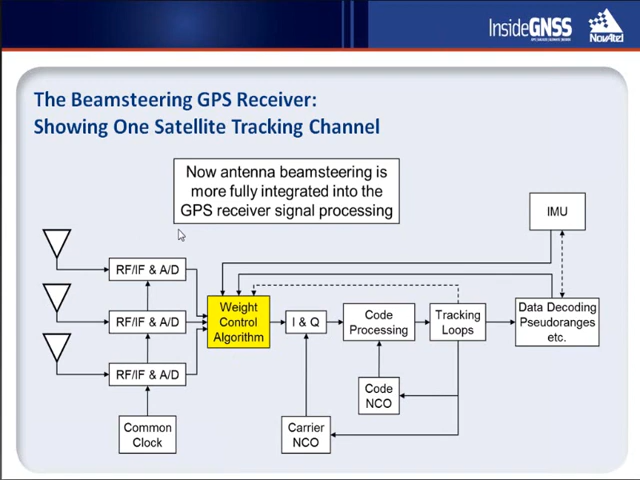 InsideGNSS
NovAtel
The Beamsteering GPS Receiver:
Showing One Satellite Tracking Channel
Now antenna beamsteering is
more fully integrated into the
GPS receiver signal processing
IMU
RF/IF & A/D
RF/IF & A/D
RF/IF & A/D
Weight
Control
Algorithm
I & Q
Code
Processing
Tracking
Loops
Data Decoding
Pseudoranges
etc.
Code
NCO
Common
Clock
Carrier
NCO